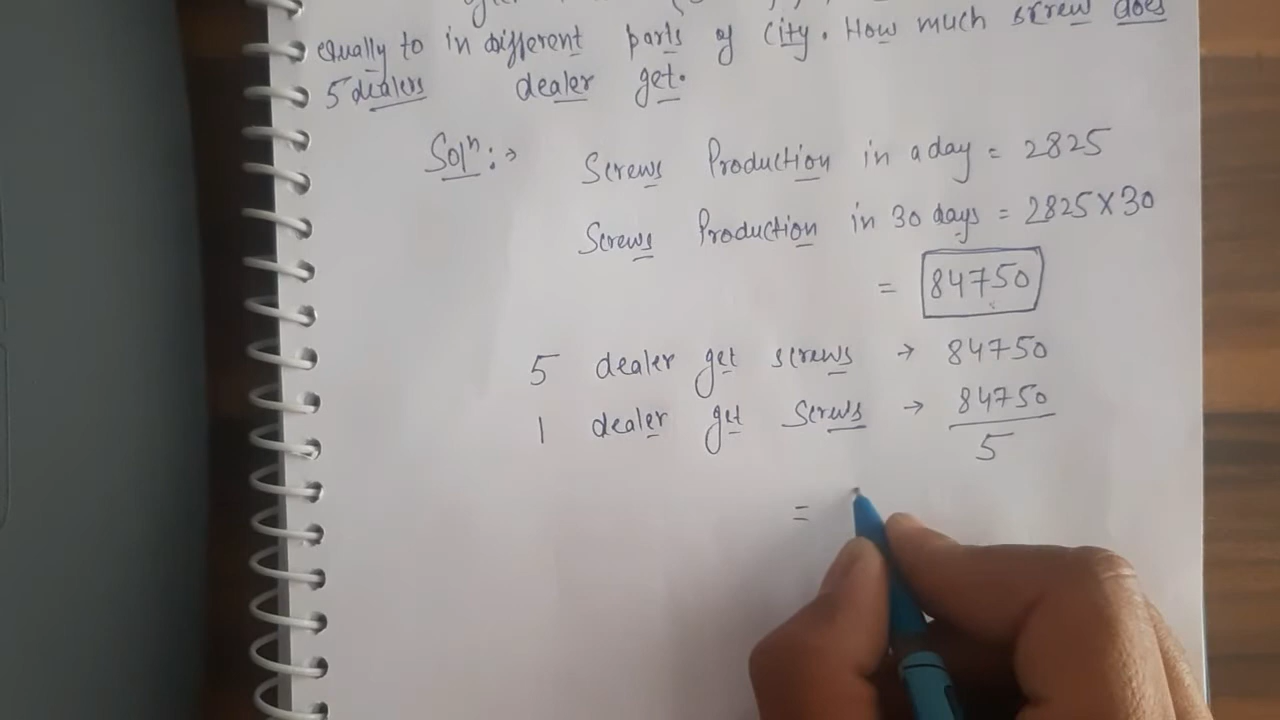 equally to in different parts of City. How much screw does
5 dealers dealer get.
Solⁿ:→ Screws Production in a day = 2825
Screws Production in 30 days = 2825×30
= 84750
5 dealer get screws → 84750
1 dealer get Screws → 84750
5
=